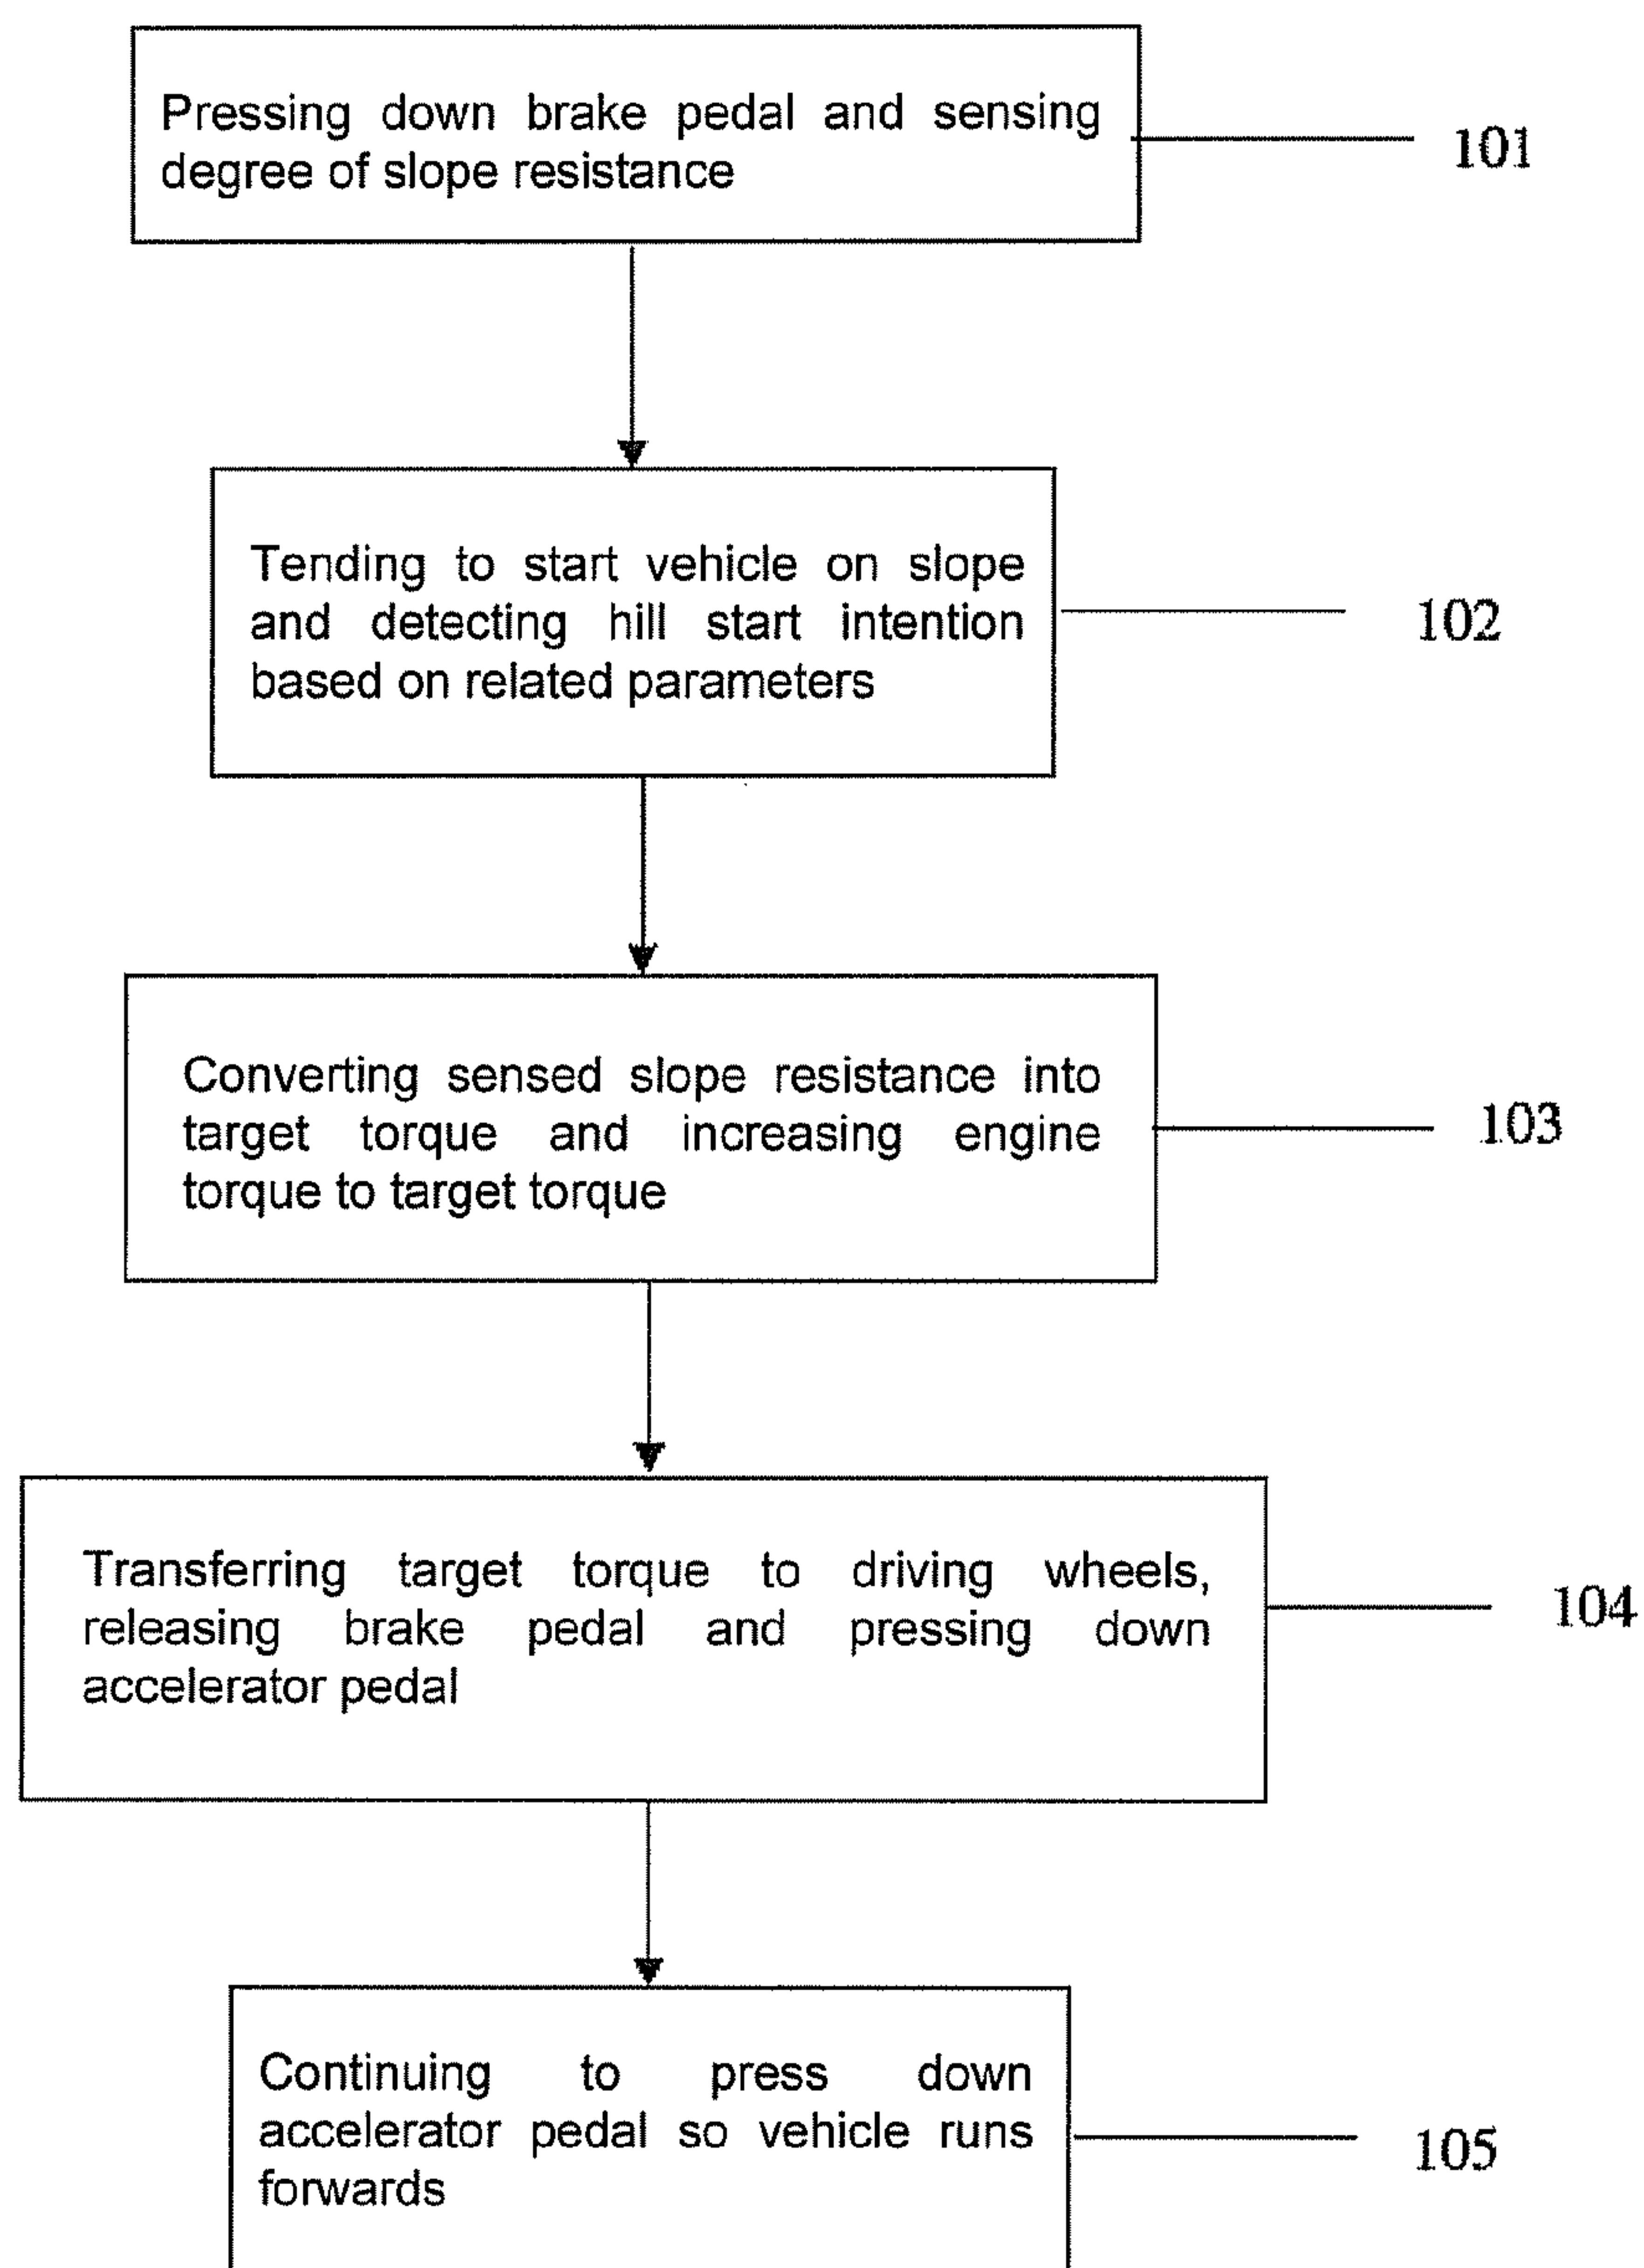 Pressing down brake pedal and sensing
degree of slope resistance
101
Tending to start vehicle on slope
and detecting hill start intention
based on related parameters
102
Converting sensed slope resistance into
target torque and increasing engine
torque to target torque
103
Transferring target torque to driving wheels,
releasing brake pedal and pressing down
accelerator pedal
104
Continuing to press down
accelerator pedal so vehicle runs
forwards
105